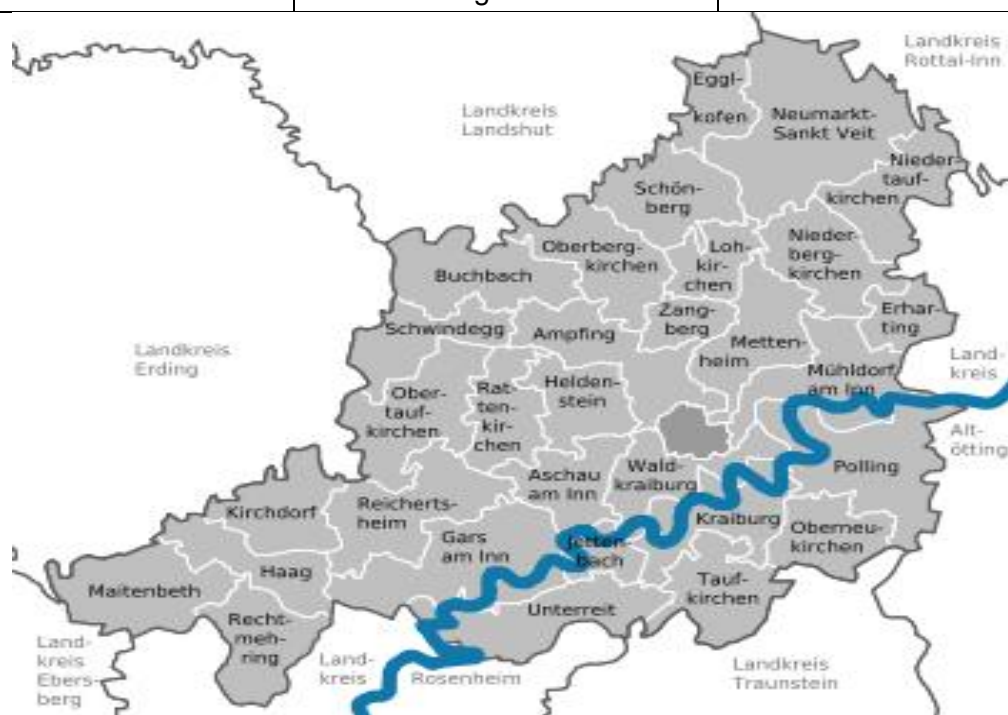 Landkreis
Rottal-Inn
Eggl-
kofen
Landkreis
Landshut
Neumarkt-
Sankt Veit
Nieder-
tauf-
kirchen
Schön-
berg
Nieder-
berg-
kirchen
Oberberg-
kirchen
Loh-
kir-
chen
Buchbach
Zang-
berg
Erhar-
ting
Schwindegg
Ampfing
Metten-
heim
Landkreis
Erding
Land-
kreis
Mühldorf
am Inn
Ober-
tauf-
kirchen
Rat-
ten-
kir-
chen
Helden-
stein
Alt-
ötting
Aschau
am Inn
Wald-
kraiburg
Polling
Kirchdorf
Reicherts-
heim
Kraiburg
Oberneu-
kirchen
Gars
am Inn
Jetten-
bach
Haag
Maitenbeth
Tauf-
kirchen
Unterreit
Recht-
meh-
ring
Land-
kreis
Ebers-
berg
Land-
kreis
Rosenheim
Landkreis
Traunstein